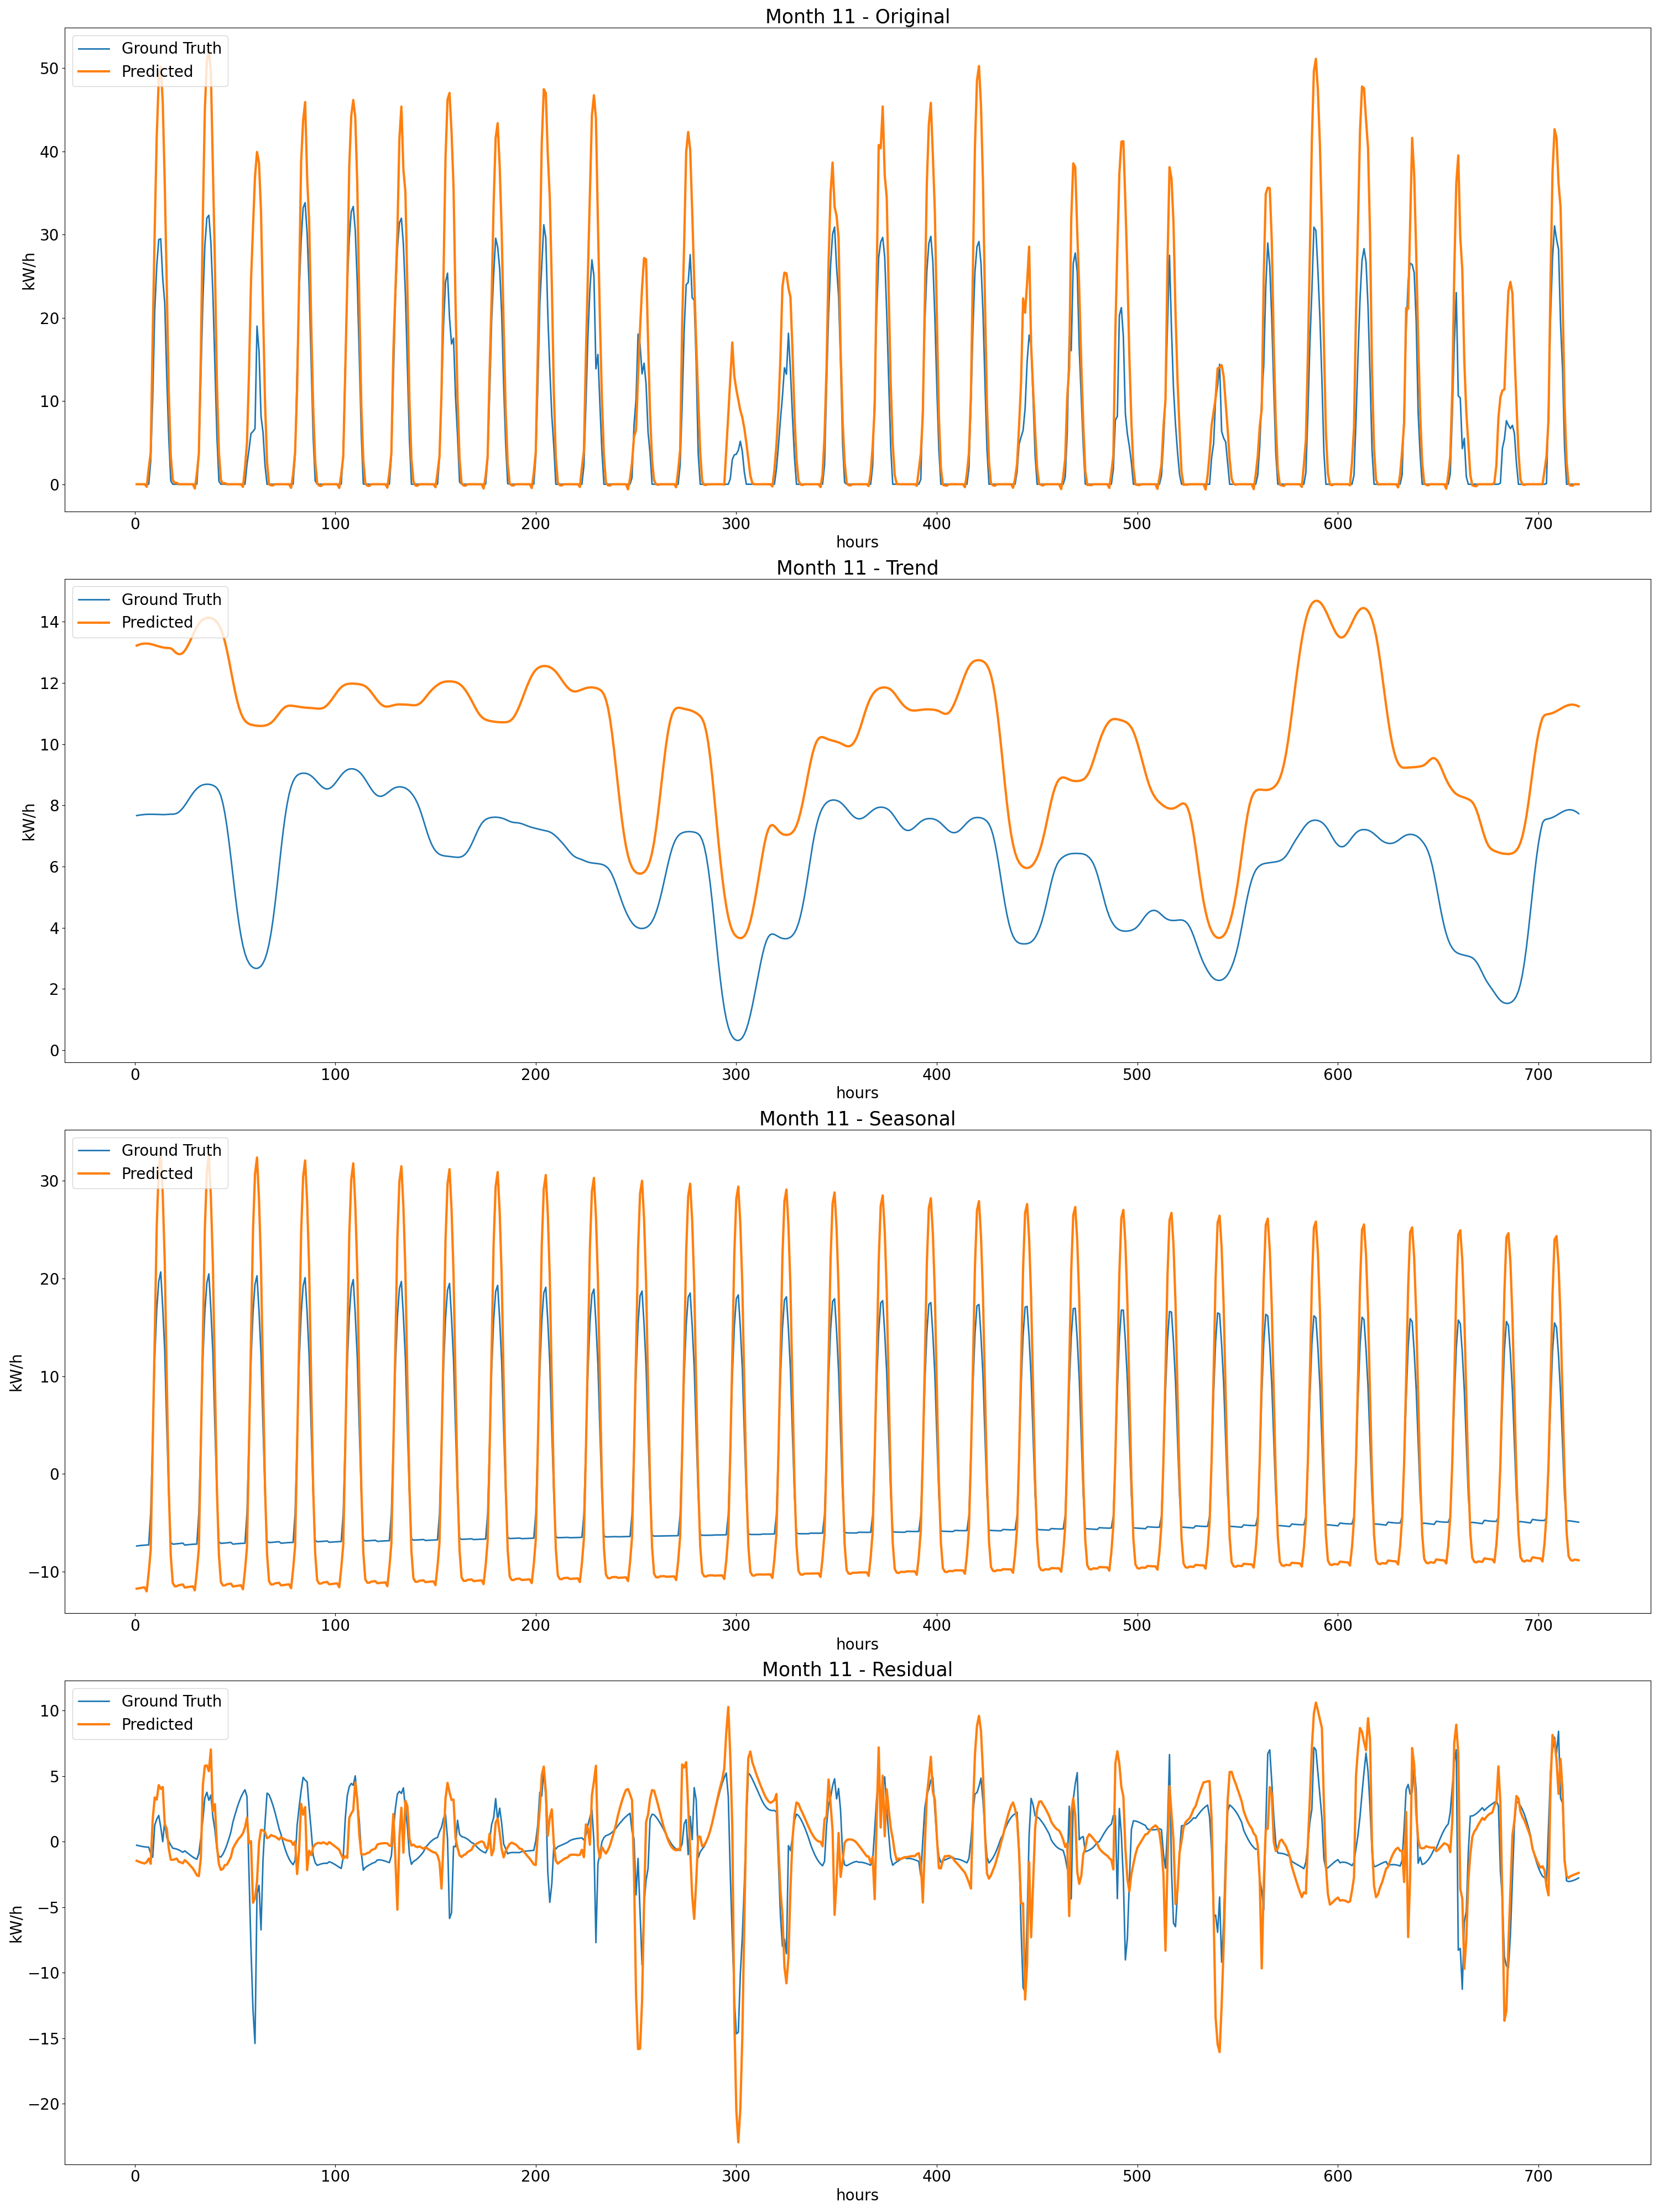 Month 11 - Original
Ground Truth
Predicted
kW/h
50
40
30
20
10
0
0 100 200 300 400 500 600 700
hours
Month 11 - Trend
Ground Truth
Predicted
kW/h
14
12
10
8
6
4
2
0
0 100 200 300 400 500 600 700
hours
Month 11 - Seasonal
Ground Truth
Predicted
kW/h
30
20
10
0
−10
0 100 200 300 400 500 600 700
hours
Month 11 - Residual
Ground Truth
Predicted
kW/h
10
5
0
−5
−10
−15
−20
0 100 200 300 400 500 600 700
hours